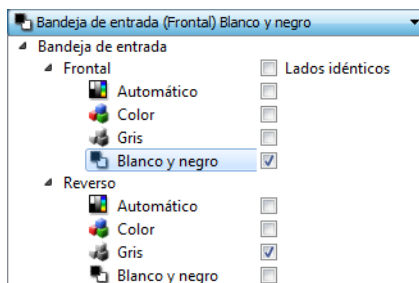 Bandeja de entrada (Frontal) Blanco y negro
Bandeja de entrada
Frontal Lados idénticos
Automático
Color
Gris
Blanco y negro
Reverso
Automático
Color
Gris
Blanco y negro